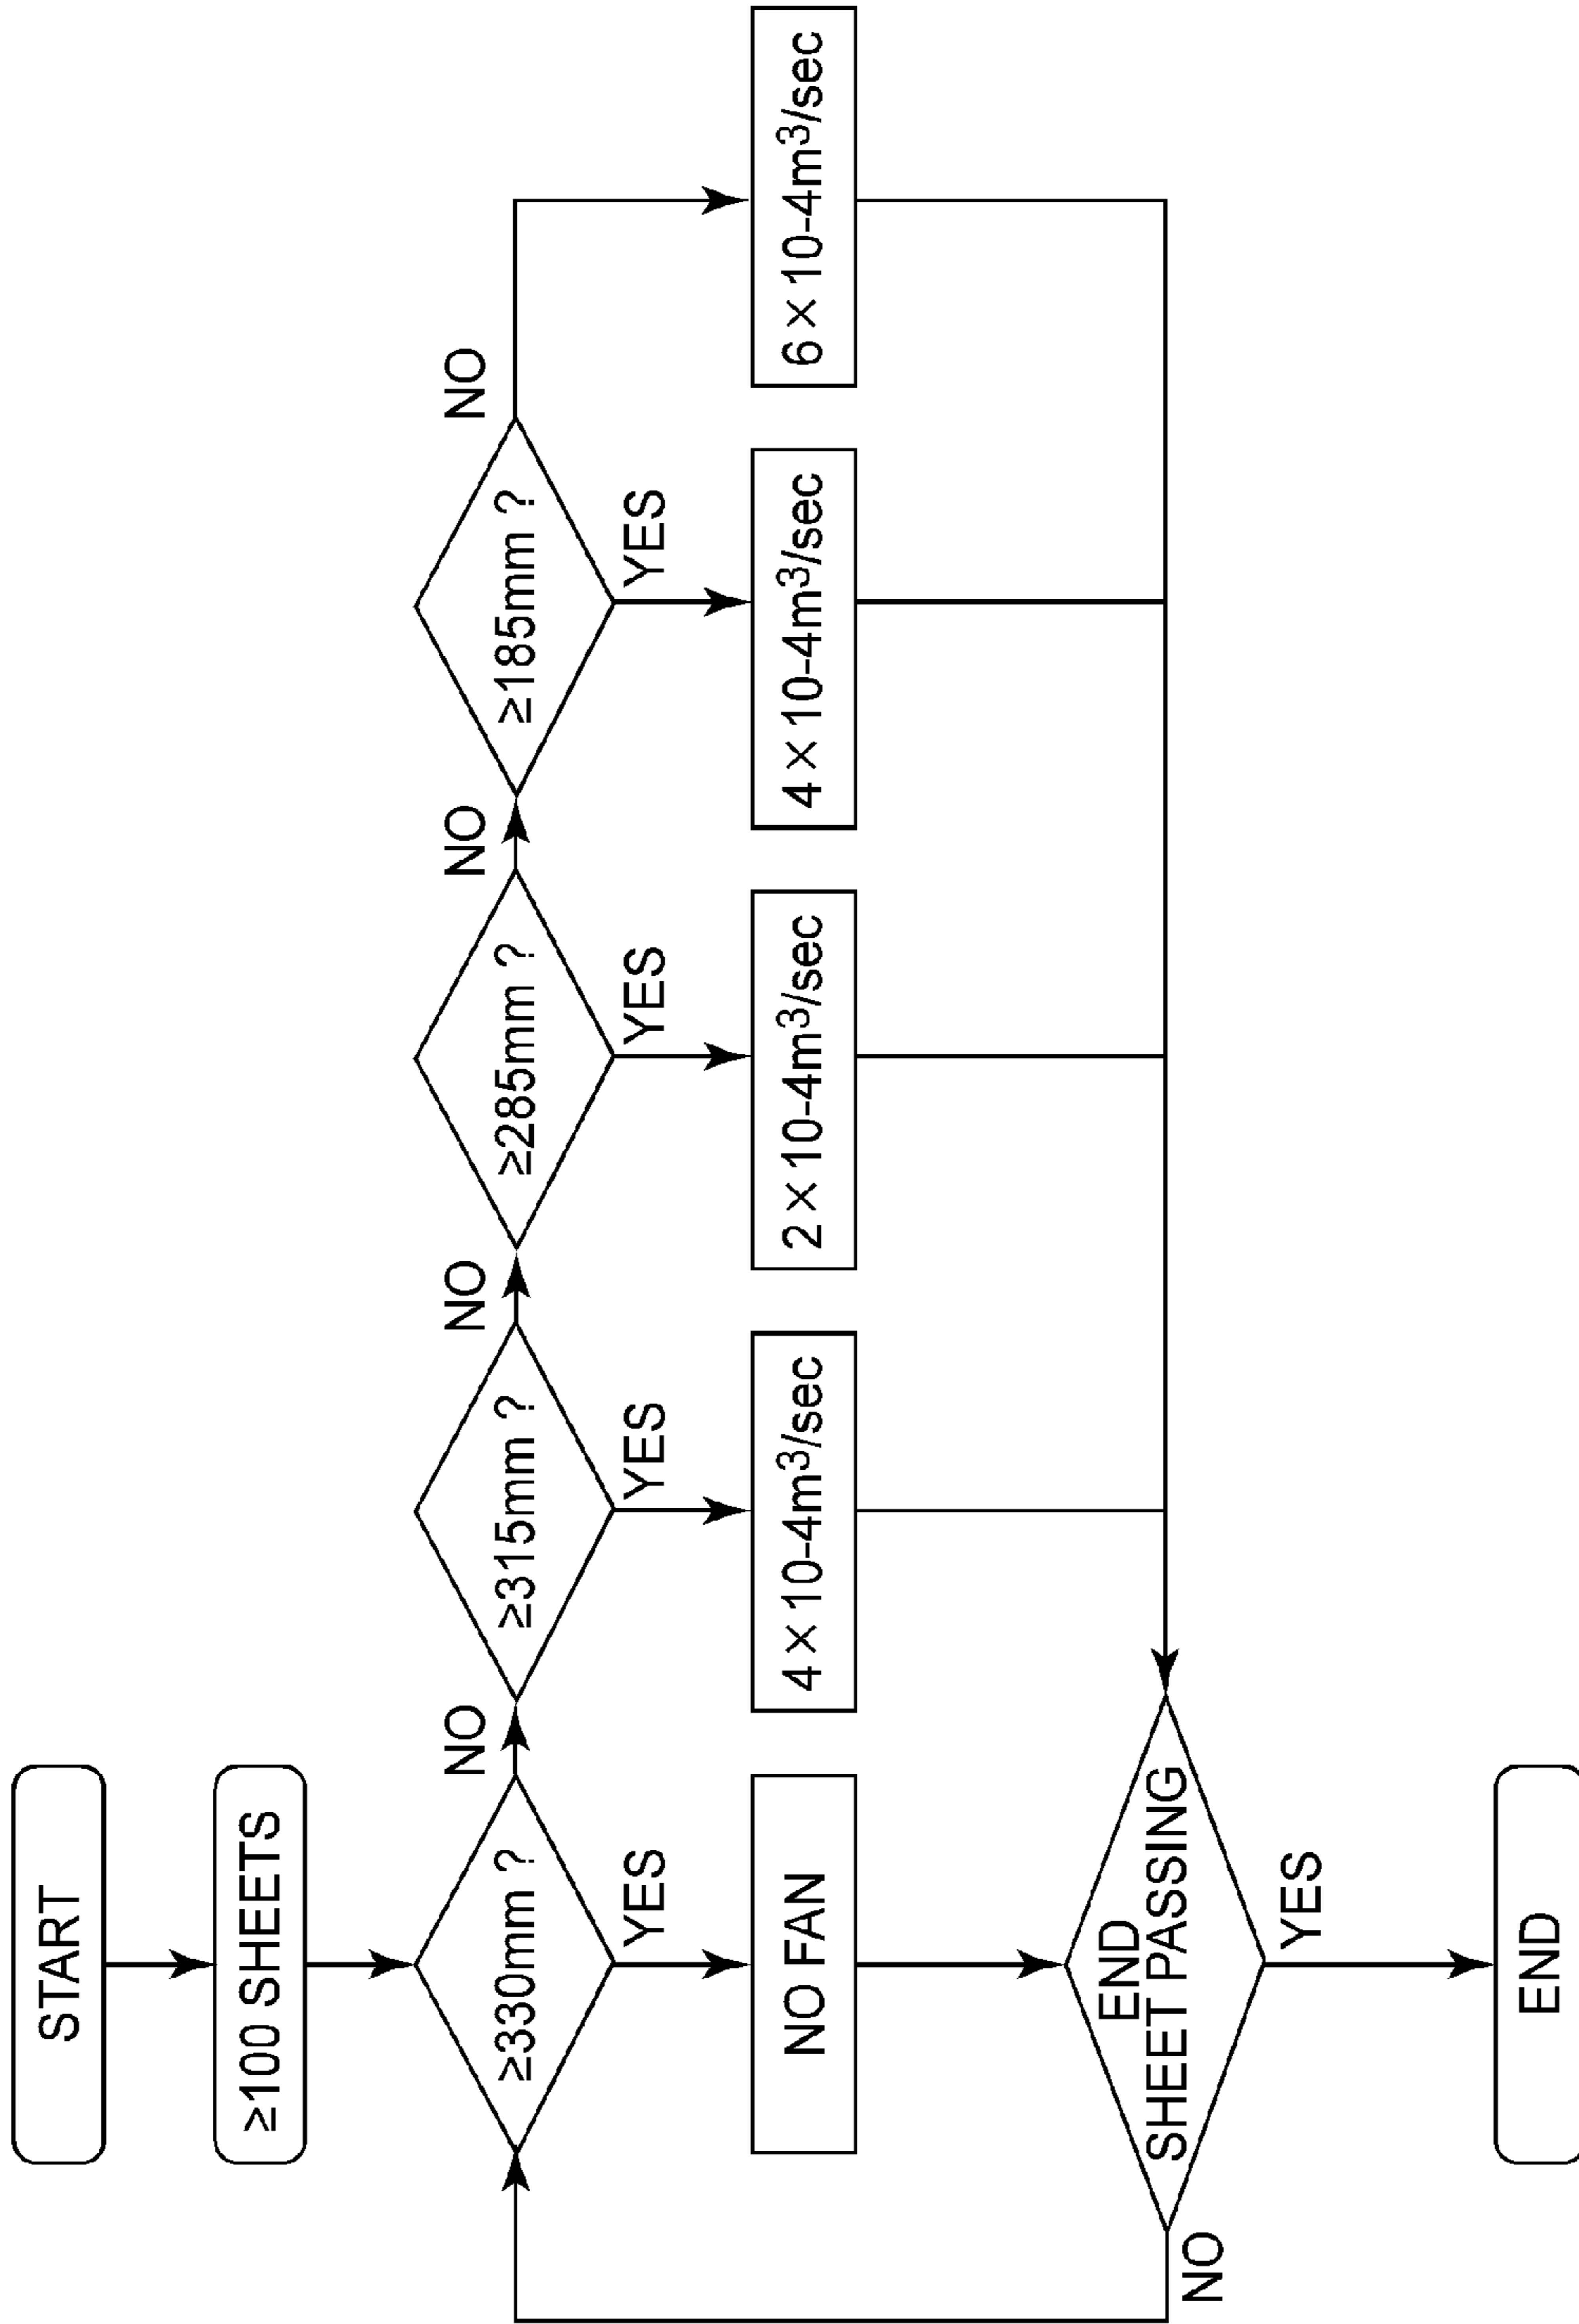 START
≥100 SHEETS
≥330mm ?
NO
≥315mm ?
NO
≥285mm ?
NO
≥185mm ?
NO
YES
YES
YES
YES
NO FAN
4×10-4m³/sec
2×10-4m³/sec
4×10-4m³/sec
6×10-4m³/sec
END
SHEET PASSING
NO
YES
END